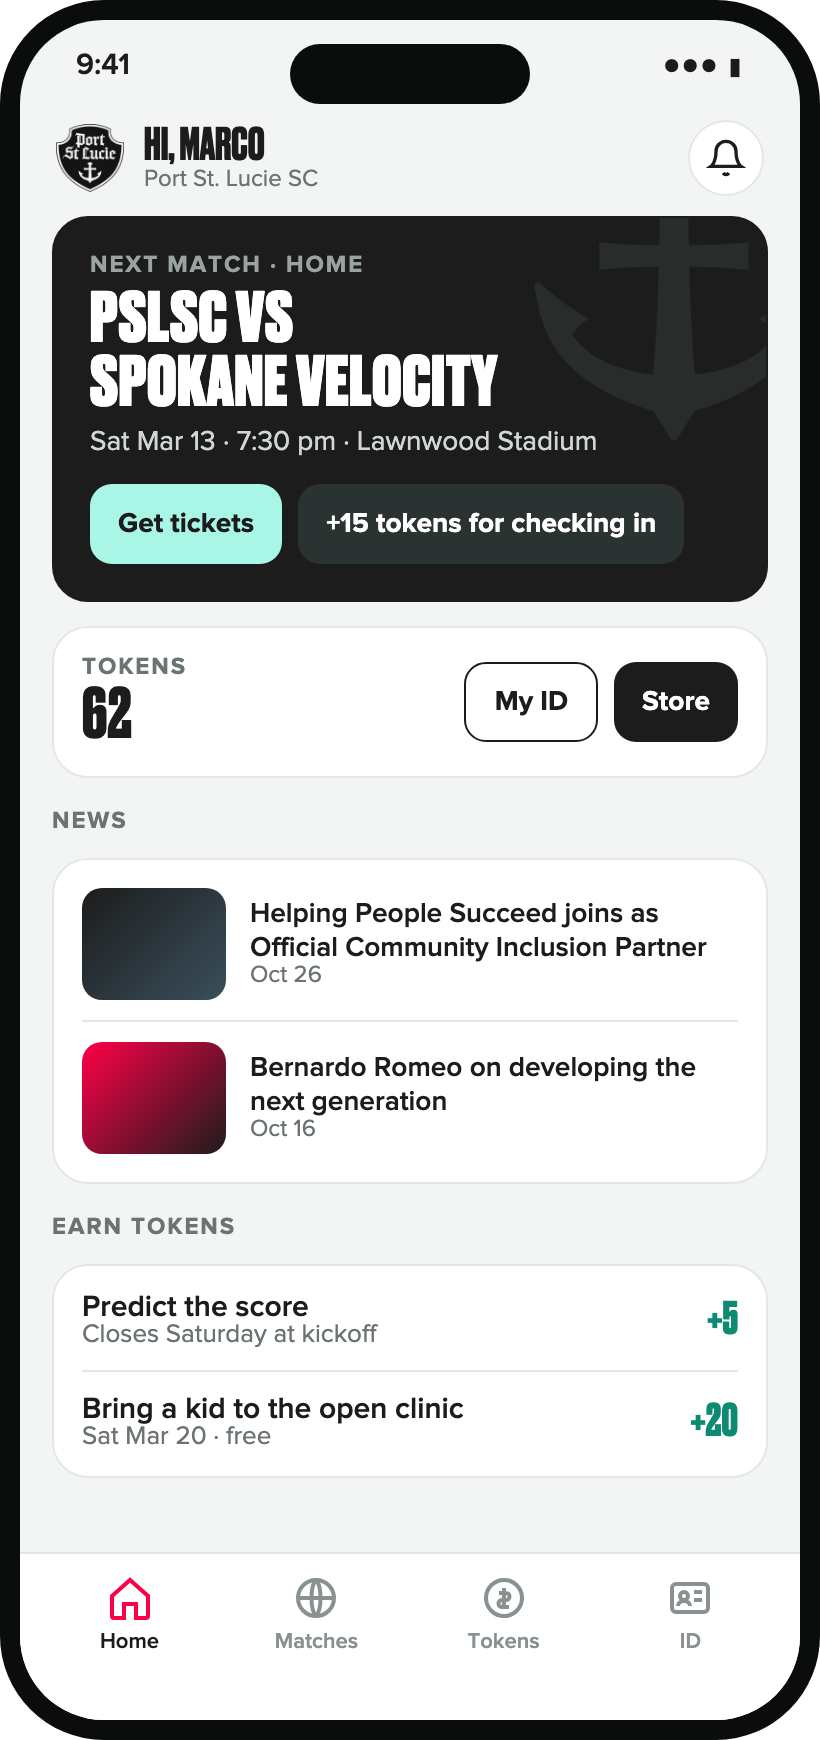 9:41
Port
St Lucie
HI, MARCO
Port St. Lucie SC
NEXT MATCH · HOME
PSLSC VS
SPOKANE VELOCITY
Sat Mar 13 · 7:30 pm · Lawnwood Stadium
Get tickets
+15 tokens for checking in
TOKENS
62
My ID
Store
NEWS
Helping People Succeed joins as
Official Community Inclusion Partner
Oct 26
Bernardo Romeo on developing the
next generation
Oct 16
EARN TOKENS
Predict the score
Closes Saturday at kickoff
+5
Bring a kid to the open clinic
Sat Mar 20 · free
+20
Home
Matches
Tokens
ID